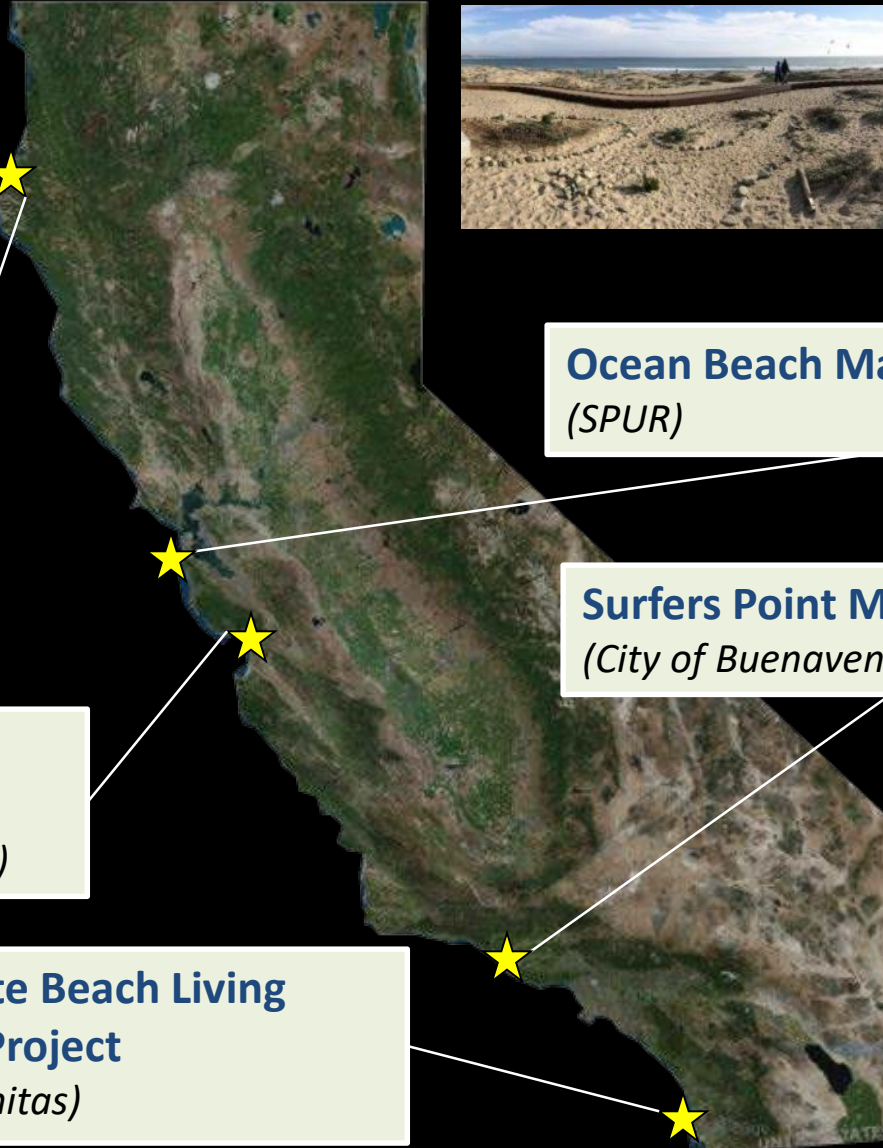 Ocean Beach Ma
(SPUR)
Surfers Point M
(City of Buenaven
)
te Beach Living
Project
nitas)